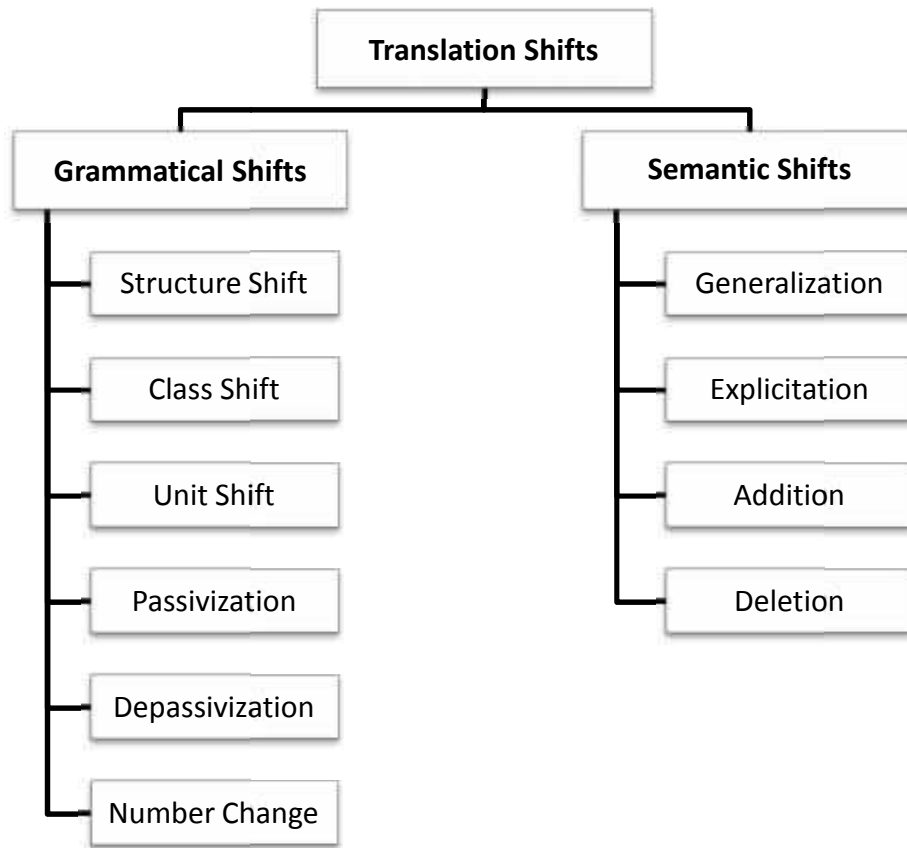 Translation Shifts
Grammatical Shifts
Structure Shift
Class Shift
Unit Shift
Passivization
Depassivization
Number Change
Semantic Shifts
Generalization
Explicitation
Addition
Deletion